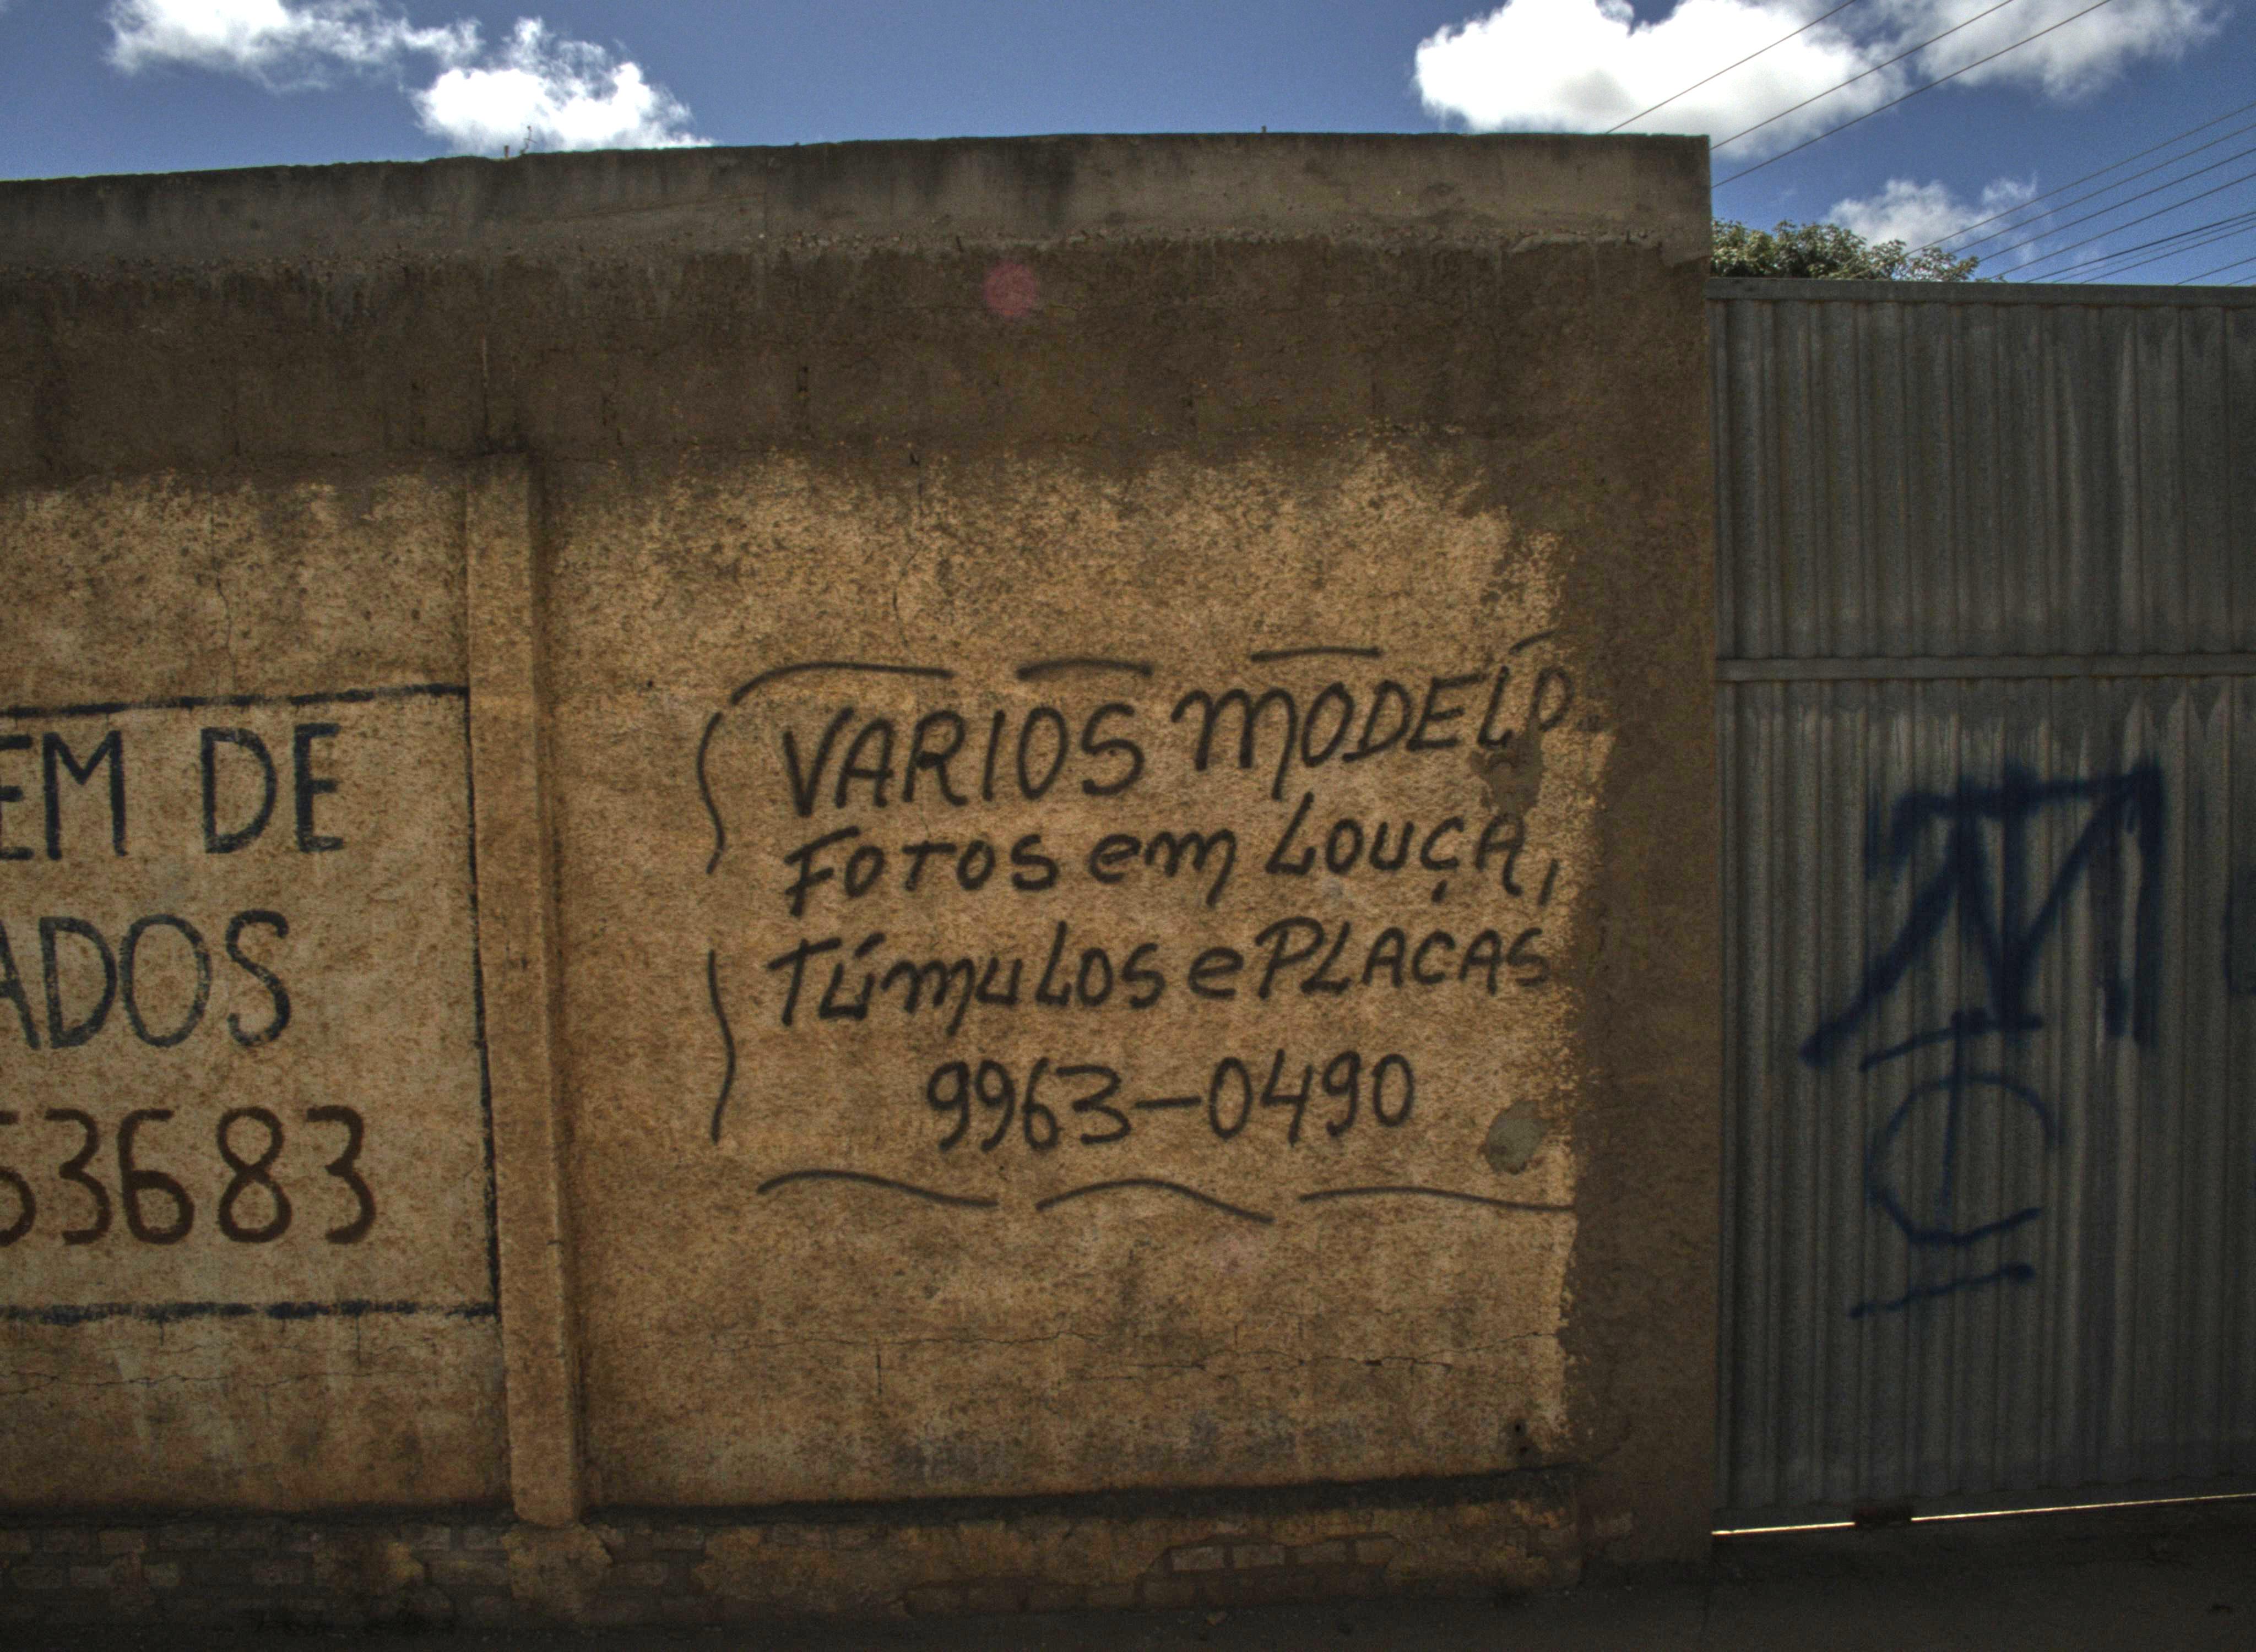 EM DE
ADOS
53683
VARIOS MODELO
FOTOS em LOUÇA,
TÚMULOS e PLACAS
9963-0490